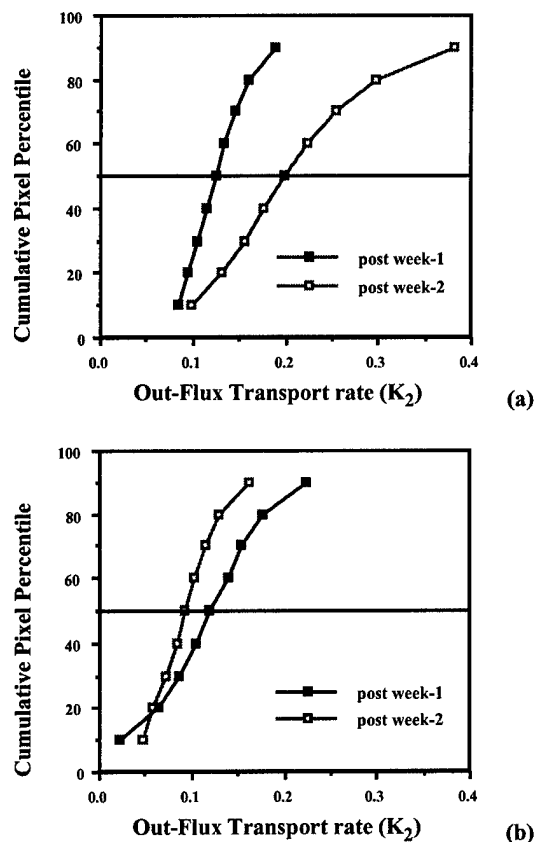 100
80
60
40
20
0
Cumulative Pixel Percentile
post week-1
post week-2
0.0 0.1 0.2 0.3 0.4
Out-Flux Transport rate (K2)
(a)
100
80
60
40
20
0
Cumulative Pixel Percentile
post week-1
post week-2
0.0 0.1 0.2 0.3 0.4
Out-Flux Transport rate (K2)
(b)